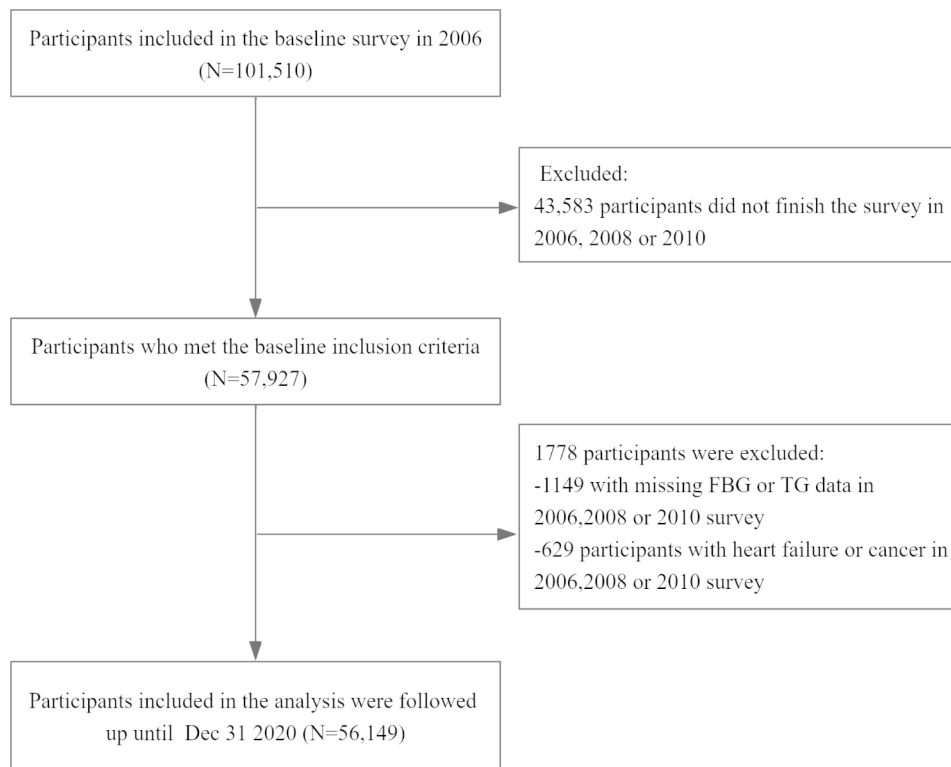 Participants included in the baseline survey in 2006
(N=101,510)
Excluded:
43,583 participants did not finish the survey in
2006, 2008 or 2010
Participants who met the baseline inclusion criteria
(N=57,927)
1778 participants were excluded:
-1149 with missing FBG or TG data in
2006,2008 or 2010 survey
-629 participants with heart failure or cancer in
2006,2008 or 2010 survey
Participants included in the analysis were followed
up until Dec 31 2020 (N=56,149)